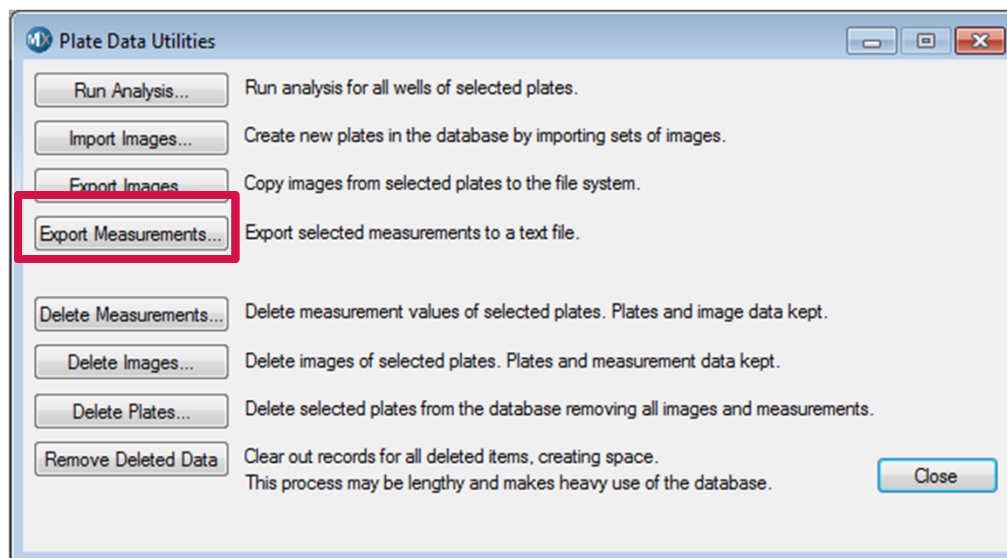 MX Plate Data Utilities
Run Analysis... Run analysis for all wells of selected plates.
Import Images... Create new plates in the database by importing sets of images.
Export Images... Copy images from selected plates to the file system.
Export Measurements... Export selected measurements to a text file.
Delete Measurements... Delete measurement values of selected plates. Plates and image data kept.
Delete Images... Delete images of selected plates. Plates and measurement data kept.
Delete Plates... Delete selected plates from the database removing all images and measurements.
Remove Deleted Data Clear out records for all deleted items, creating space.
This process may be lengthy and makes heavy use of the database.
Close